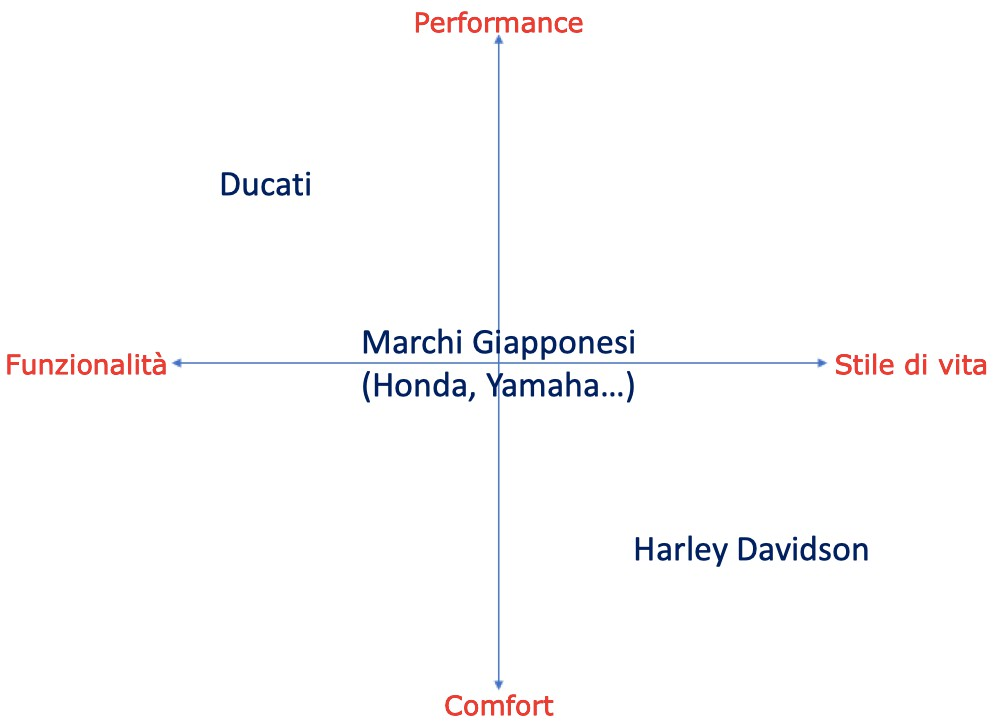 Performance
Ducati
Marchi Giapponesi
Funzionalità
Stile di vita
(Honda, Yamaha...)
Harley Davidson
Comfort